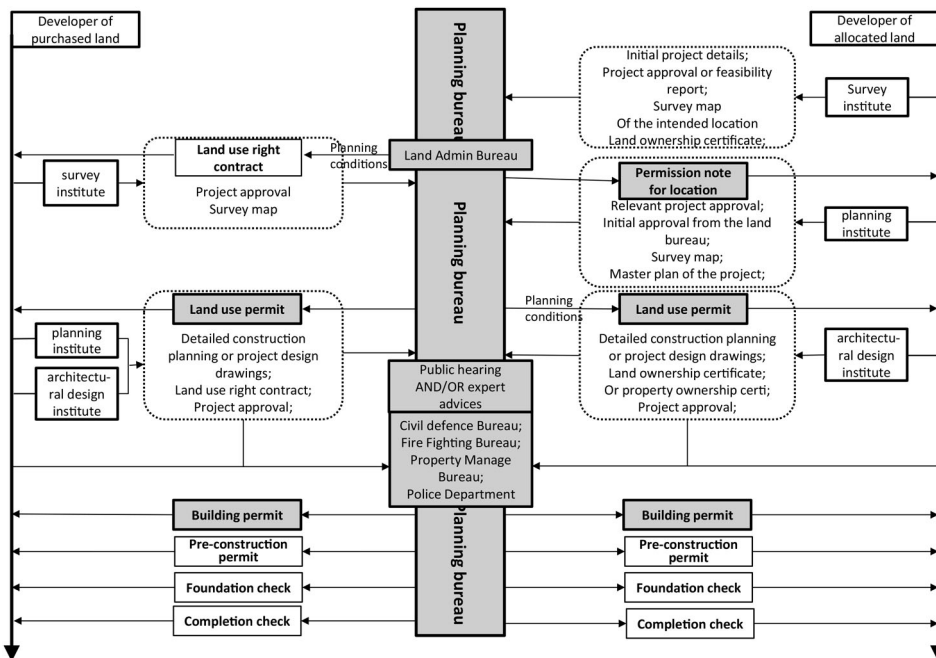 Developer of
purchased land
Planning bureau
Developer of
allocated land
Initial project details;
Project approval or feasibility
report;
Survey map
Of the intended location
Land ownership certificate;
Survey
institute
Land use right
contract
Planning
conditions
Land Admin Bureau
survey
institute
Project approval
Survey map
Permission note
for location
Relevant project approval;
Initial approval from the land
bureau;
Survey map;
Master plan of the project;
planning
institute
Planning bureau
Land use permit
Planning
conditions
Land use permit
planning
institute
architectu-
ral design
institute
Detailed construction
planning or project design
drawings;
Land use right contract;
Project approval;
Detailed construction planning
or project design drawings;
Land ownership certificate;
Or property ownership certi;
Project approval;
architectural design
institute
Public hearing
AND/OR expert
advices
Civil defence Bureau;
Fire Fighting Bureau;
Property Manage
Bureau;
Police Department
Planning bureau
Building permit
Building permit
Pre-construction
permit
Pre-construction
permit
Foundation check
Foundation check
Completion check
Completion check